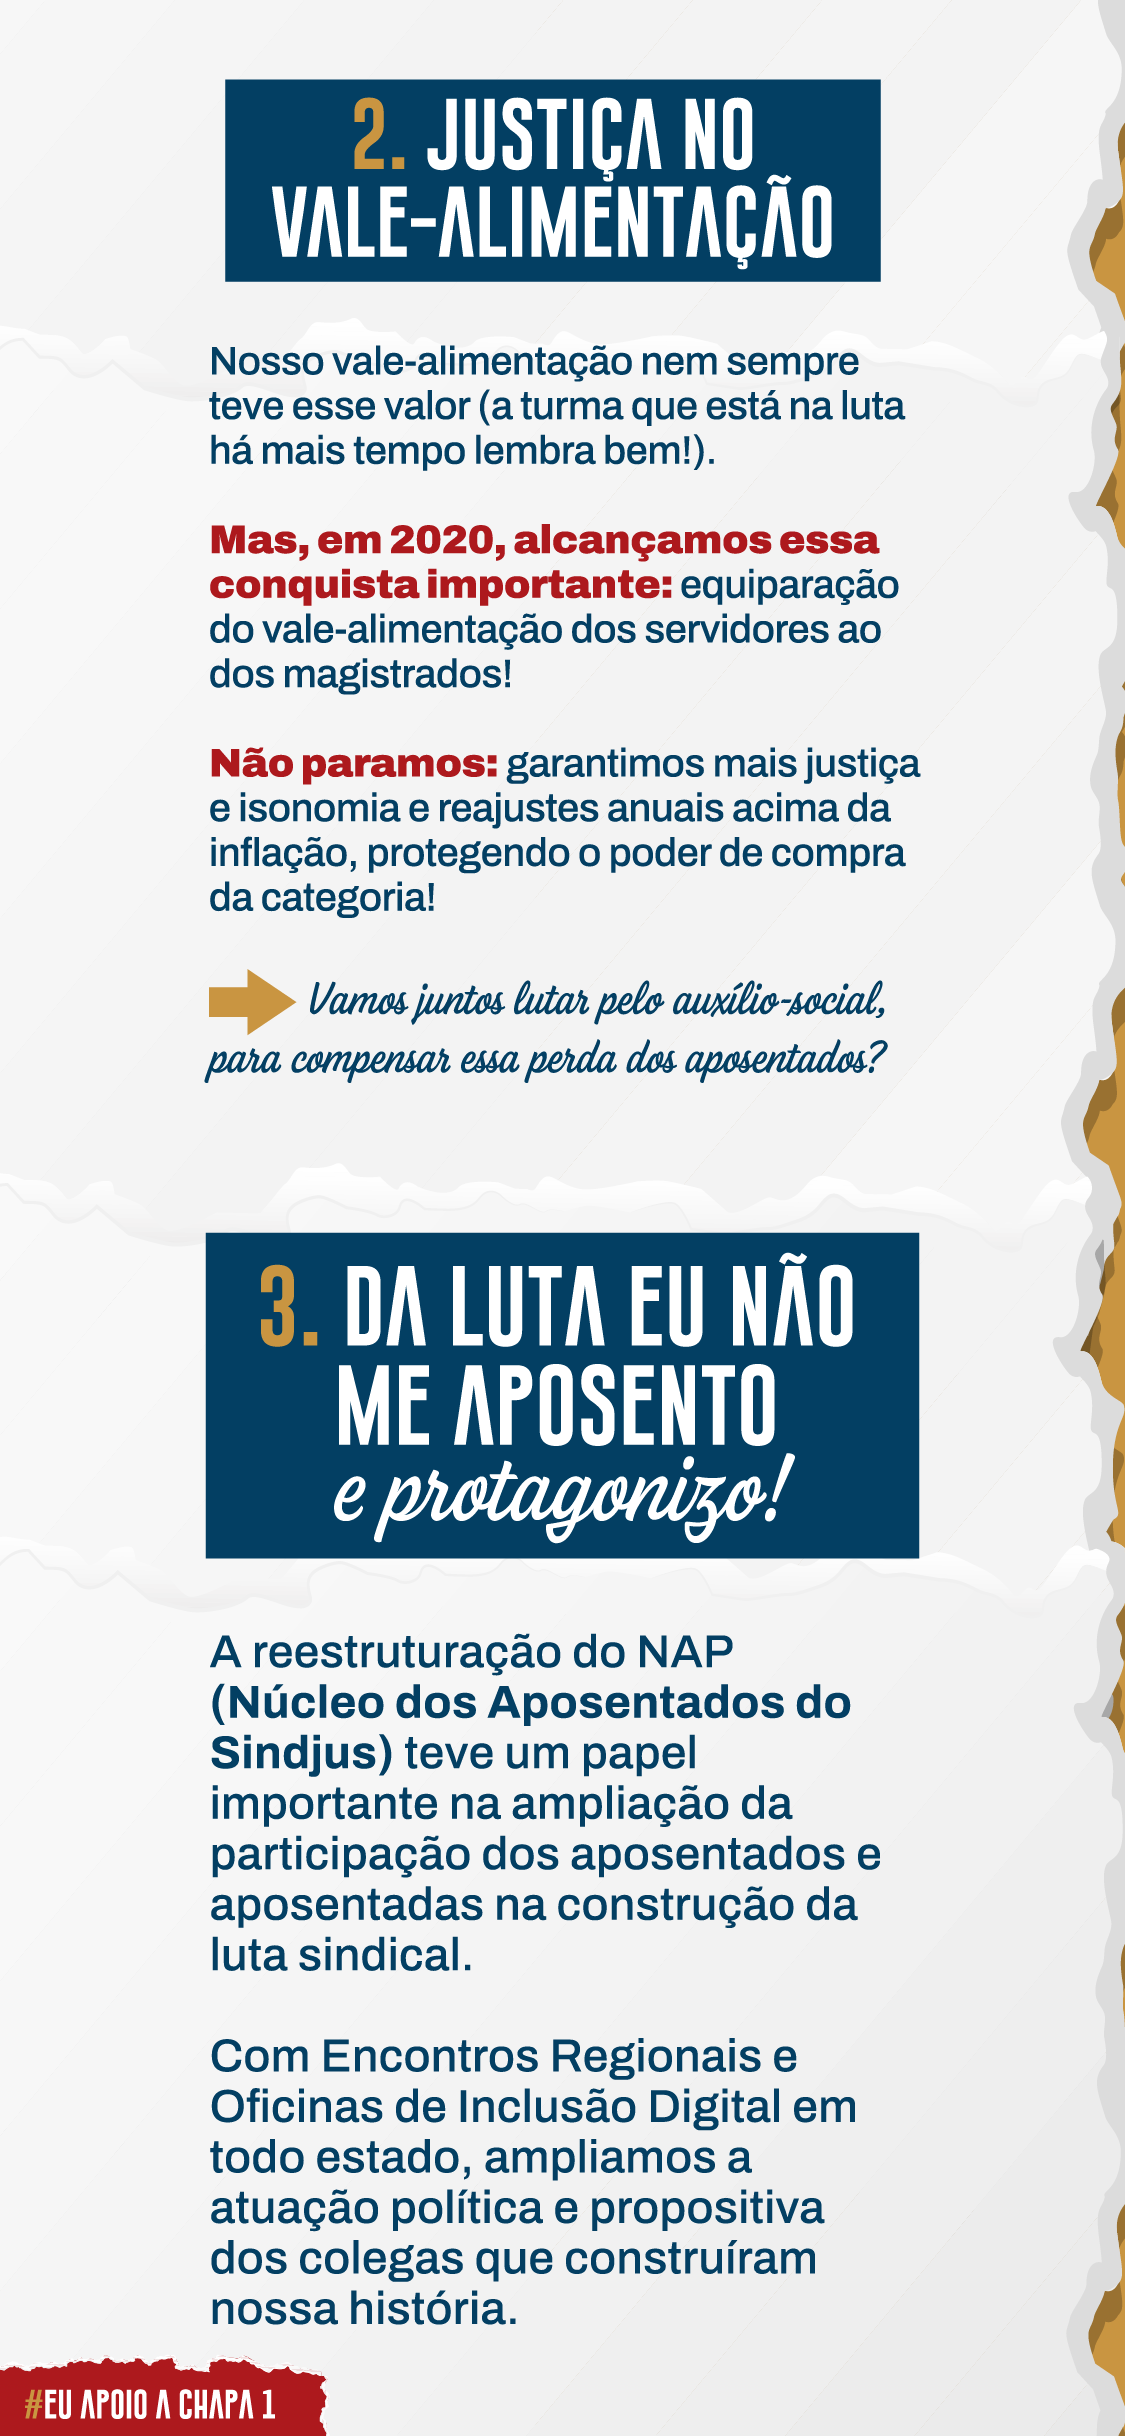 2. JUSTIÇA NO
VALE-ALIMENTAÇÃO
Nosso vale-alimentação nem sempre
teve esse valor (a turma que está na luta
há mais tempo lembra bem!).
Mas, em 2020, alcançamos essa
conquista importante: equiparação
do vale-alimentação dos servidores ao
dos magistrados!
Não paramos: garantimos mais justiça
e isonomia e reajustes anuais acima da
inflação, protegendo o poder de compra
da categoria!
Vamos juntos lutar pelo auxílio-social,
para compensar essa perda dos aposentados?
3. DA LUTA EU NÃO
ME APOSENTO
e protagonizo!
A reestruturação do NAP
(Núcleo dos Aposentados do
Sindjus) teve um papel
importante na ampliação da
participação dos aposentados e
aposentadas na construção da
luta sindical.
Com Encontros Regionais e
Oficinas de Inclusão Digital em
todo estado, ampliamos a
atuação política e propositiva
dos colegas que construíram
nossa história.
#EU APOIO A CHAPA 1